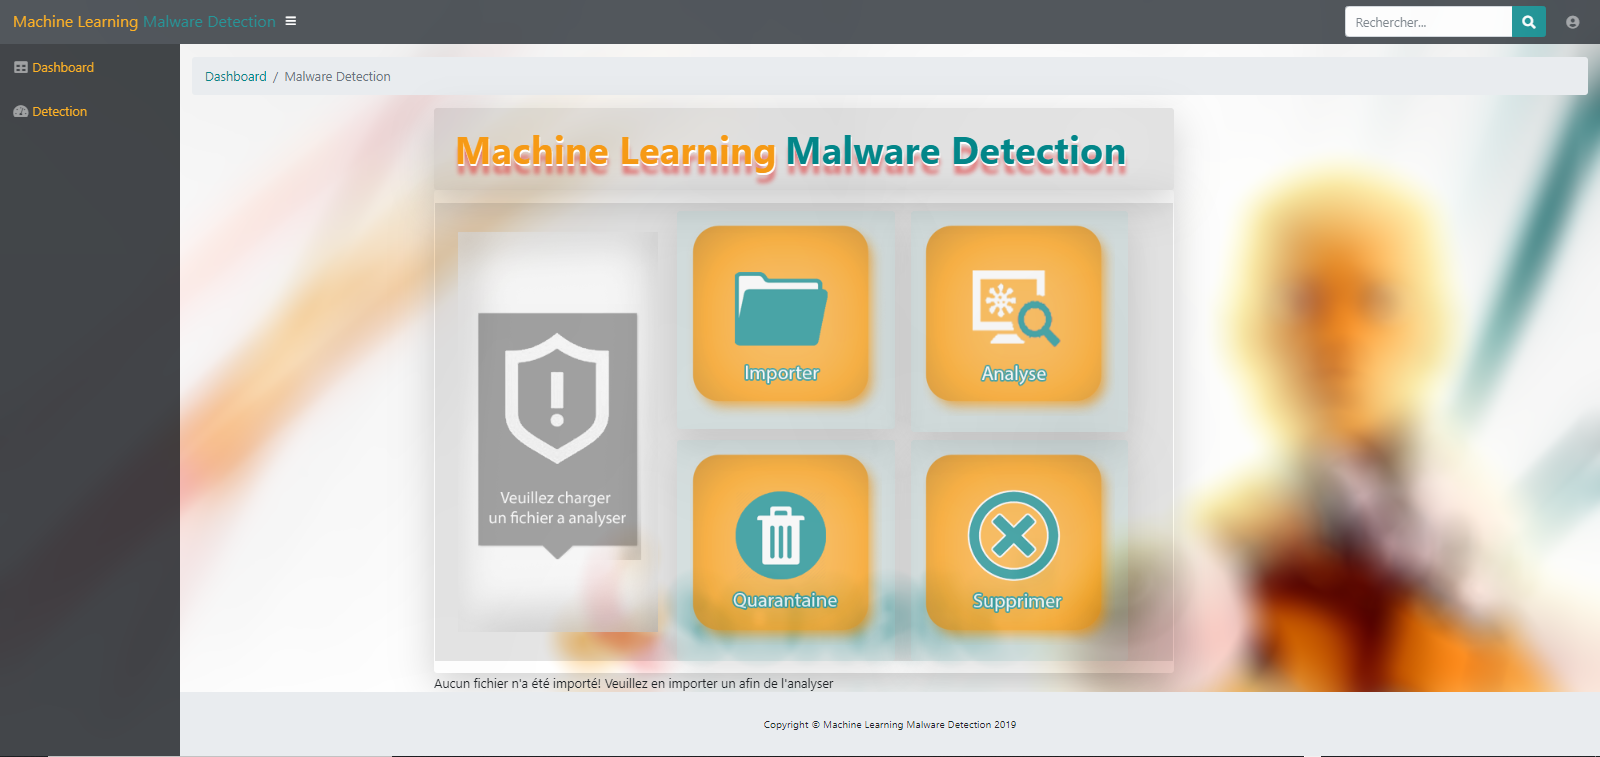 Machine Learning Malware Detection
Rechercher...
Dashboard
Detection
Dashboard / Malware Detection
Machine Learning Malware Detection
Veuillez charger
un fichier a analyser
Importer
Analyse
Quarantaine
Supprimer
Aucun fichier n'a été importé! Veuillez en importer un afin de l'analyser
Copyright © Machine Learning Malware Detection 2019